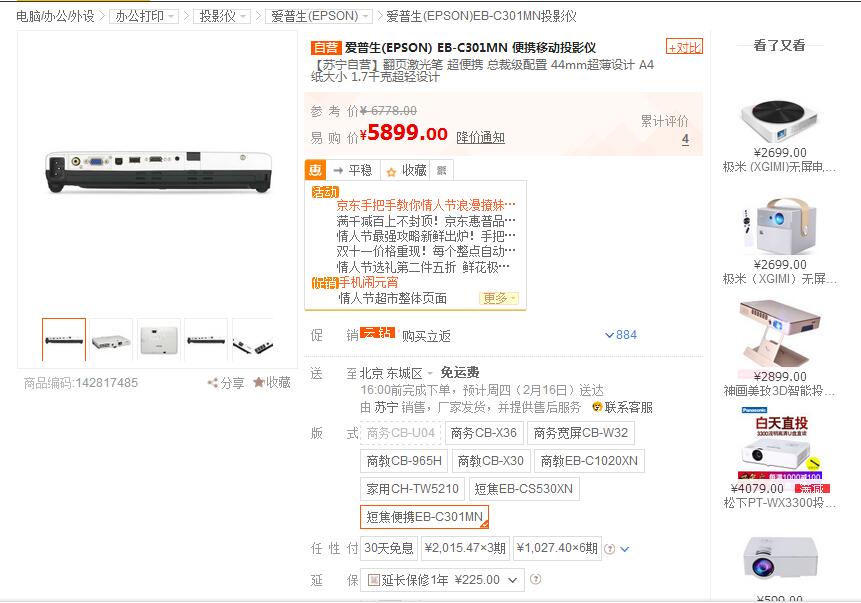 电脑/办公/外设 > 办公打印 > 投影仪 > 爱普生(EPSON) > 爱普生(EPSON)EB-C301MN投影仪
自营 爱普生(EPSON) EB-C301MN 便携移动投影仪
+对比
【苏宁自营】翻页激光笔 超便携 总裁级配置 44mm超薄设计 A4
纸大小 1.7千克超轻设计
参考价 ¥ 6778.00
易购价 ¥5899.00 降价通知
累计评价
4
惠 平稳 收藏
活动
京东手把手教你情人节浪漫撞妹…
满千减百上不封顶！京东惠普品…
情人节最强攻略新鲜出炉！手把…
双十一价格重现！每个整点自动…
情人节选礼第二件五折 鲜花极…
促销 手机闹元宵
情人节超市整体页面
更多
商品编码:142817485
分享 收藏
促销 云钻 购买立返 884
送至 北京 东城区 免运费
16:00前完成下单，预计周四（2月16日）送达
由 苏宁 销售，厂家发货，并提供售后服务 联系客服
版式 商务CB-U04 商务CB-X36 商务宽屏CB-W32
商教CB-965H 商教CB-X30 商教EB-C1020XN
家用CH-TW5210 短焦EB-CS530XN
短焦便携EB-C301MN
任性付 30天免息 ¥2,015.47×3期 ¥1,027.40×6期 ?
延保 延长保修1年 ¥225.00 ?
看了又看
¥2699.00
极米 (XGIMI)无屏电…
¥2699.00
极米（XGIMI）无屏…
¥2899.00
神画美玫3D智能投…
Panasonic
白天直投
3300流明高清U盘直读
¥4079.00
松下PT-WX3300投…
¥599.00